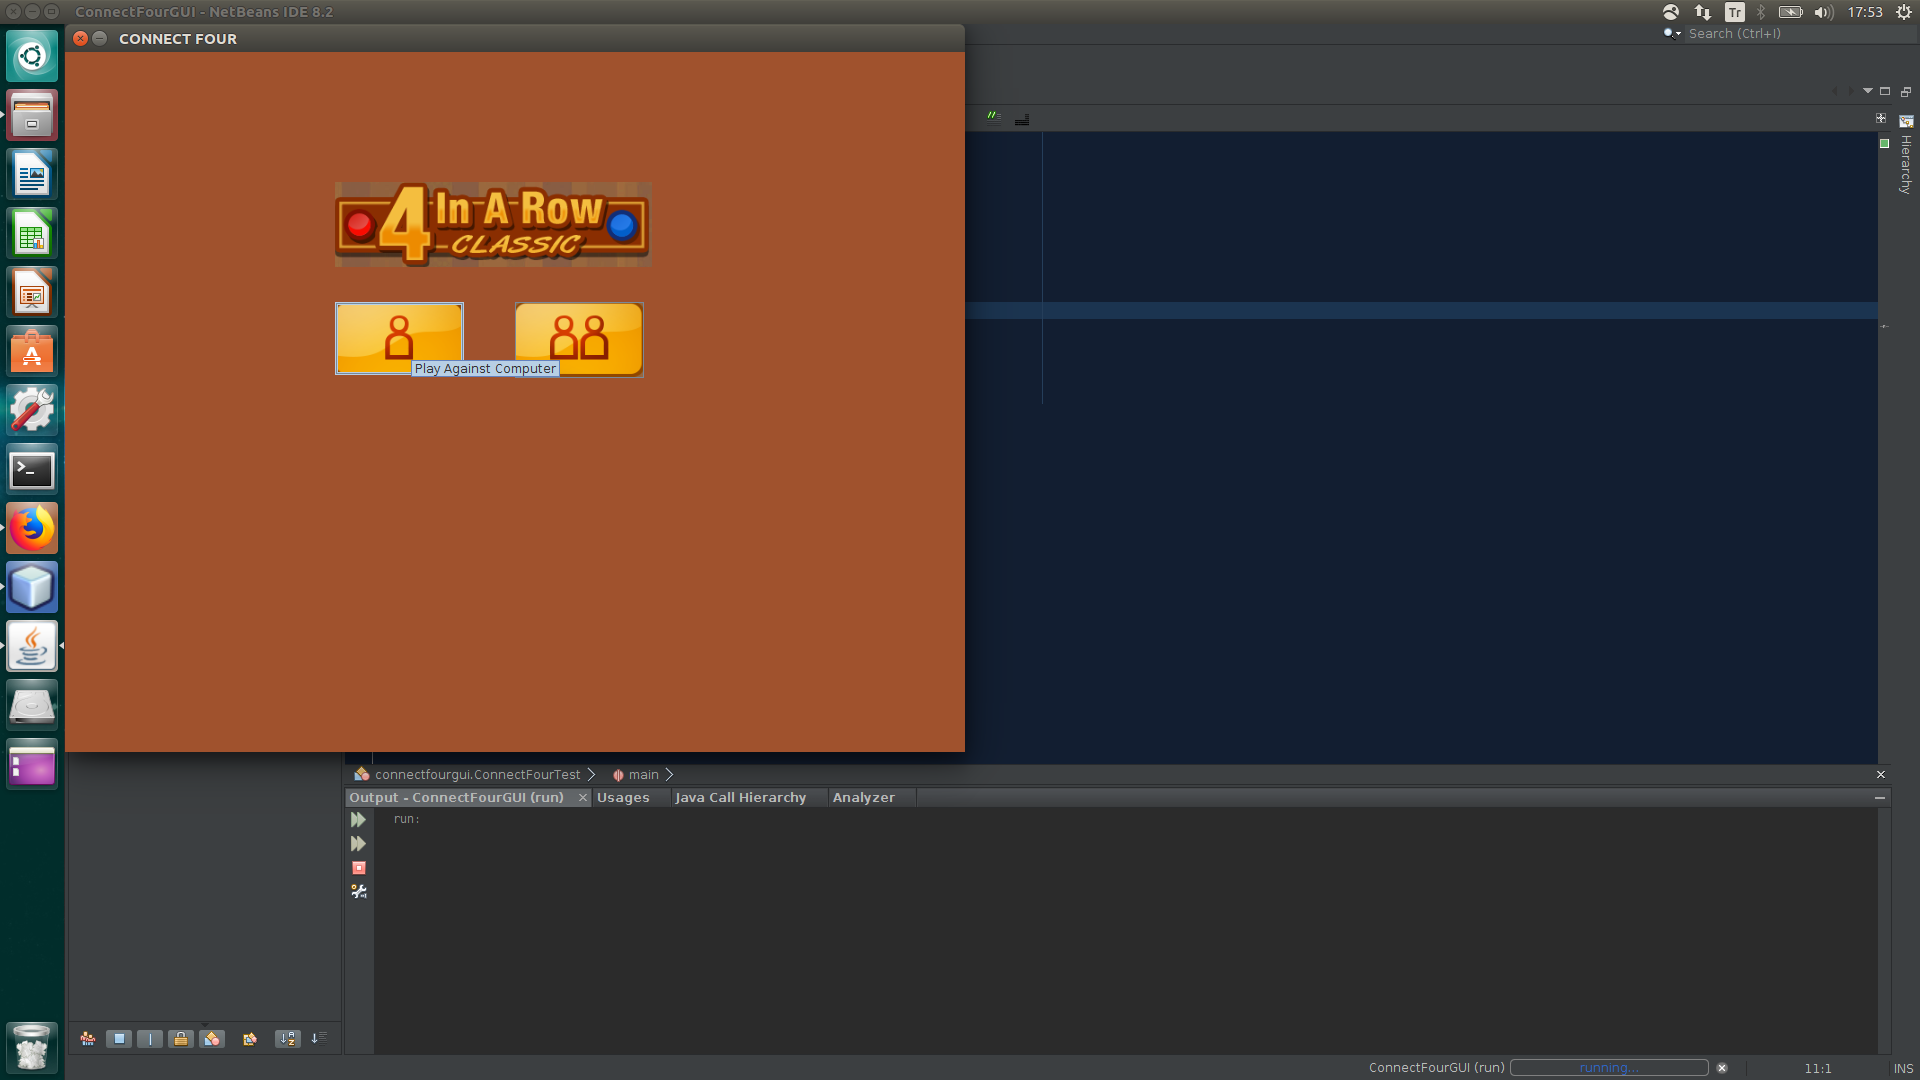 ConnectFourGUI - NetBeans IDE 8.2
Tr
17:53
CONNECT FOUR
Search (Ctrl+I)
Hierarchy
4 In A Row
CLASSIC
Play Against Computer
connectfourgui.ConnectFourTest
main
Output - ConnectFourGUI (run)
Usages
Java Call Hierarchy
Analyzer
run:
ConnectFourGUI (run)
running...
11:1
INS